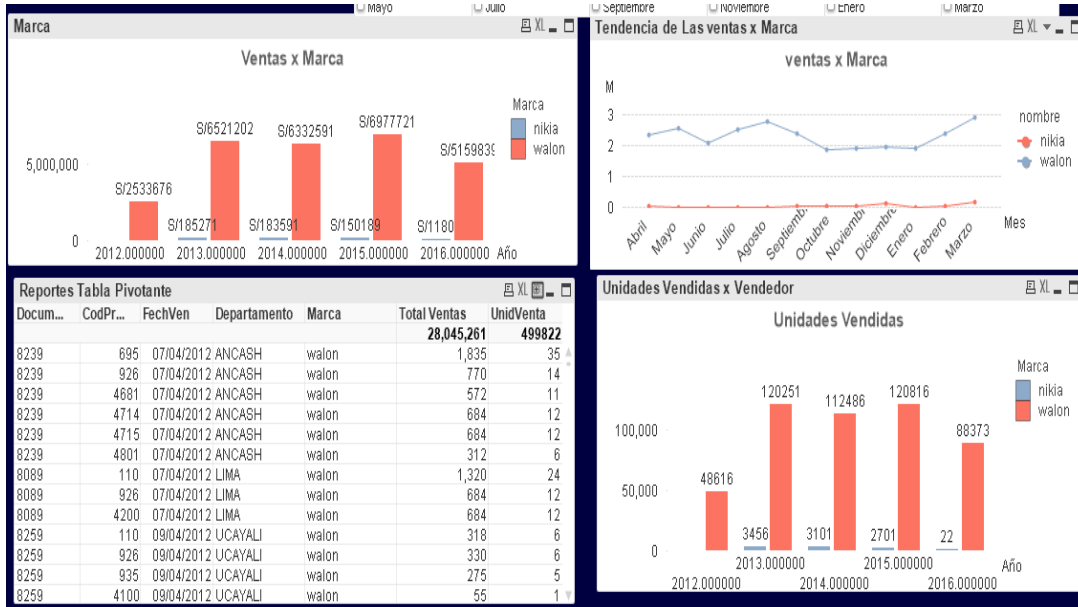 Mayo Julio Septiembre Noviembre Enero Marzo
Marca XL
Ventas x Marca
Marca
nikia
walon
S/6521202 S/6332591 S/6977721
S/5159839
5,000,000
S/2533676
S/185271 S/183591 S/150189 S/1180
0
2012.000000 2013.000000 2014.000000 2015.000000 2016.000000 Año
Tendencia de Las ventas x Marca XL
ventas x Marca
M
3
2
1
0
nombre
nikia
walon
Abril Mayo Junio Julio Agosto Septiemb Octubre Noviembr Diciembre Enero Febrero Marzo
Mes
Reportes Tabla Pivotante XL
Docum... CodPr... FechVen Departamento Marca Total Ventas UnidVenta
28,045,261 499822
8239 695 07/04/2012 ANCASH walon 1,835 35
8239 926 07/04/2012 ANCASH walon 770 14
8239 4681 07/04/2012 ANCASH walon 572 11
8239 4714 07/04/2012 ANCASH walon 684 12
8239 4715 07/04/2012 ANCASH walon 684 12
8239 4801 07/04/2012 ANCASH walon 312 6
8089 110 07/04/2012 LIMA walon 1,320 24
8089 926 07/04/2012 LIMA walon 684 12
8089 4200 07/04/2012 LIMA walon 684 12
8259 110 09/04/2012 UCAYALI walon 318 6
8259 926 09/04/2012 UCAYALI walon 330 6
8259 935 09/04/2012 UCAYALI walon 275 5
8259 4100 09/04/2012 UCAYALI walon 55 1
Unidades Vendidas x Vendedor XL
Unidades Vendidas
Marca
nikia
walon
120251 112486 120816
88373
100,000
48616
50,000
3456 3101 2701 22
0
2013.000000 2015.000000 Año
2012.000000 2014.000000 2016.000000